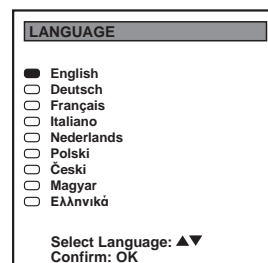 LANGUAGE
English
Deutsch
Français
Italiano
Nederlands
Polski
Česki
Magyar
Ελληνικά
Select Language: ▲▼
Confirm: OK